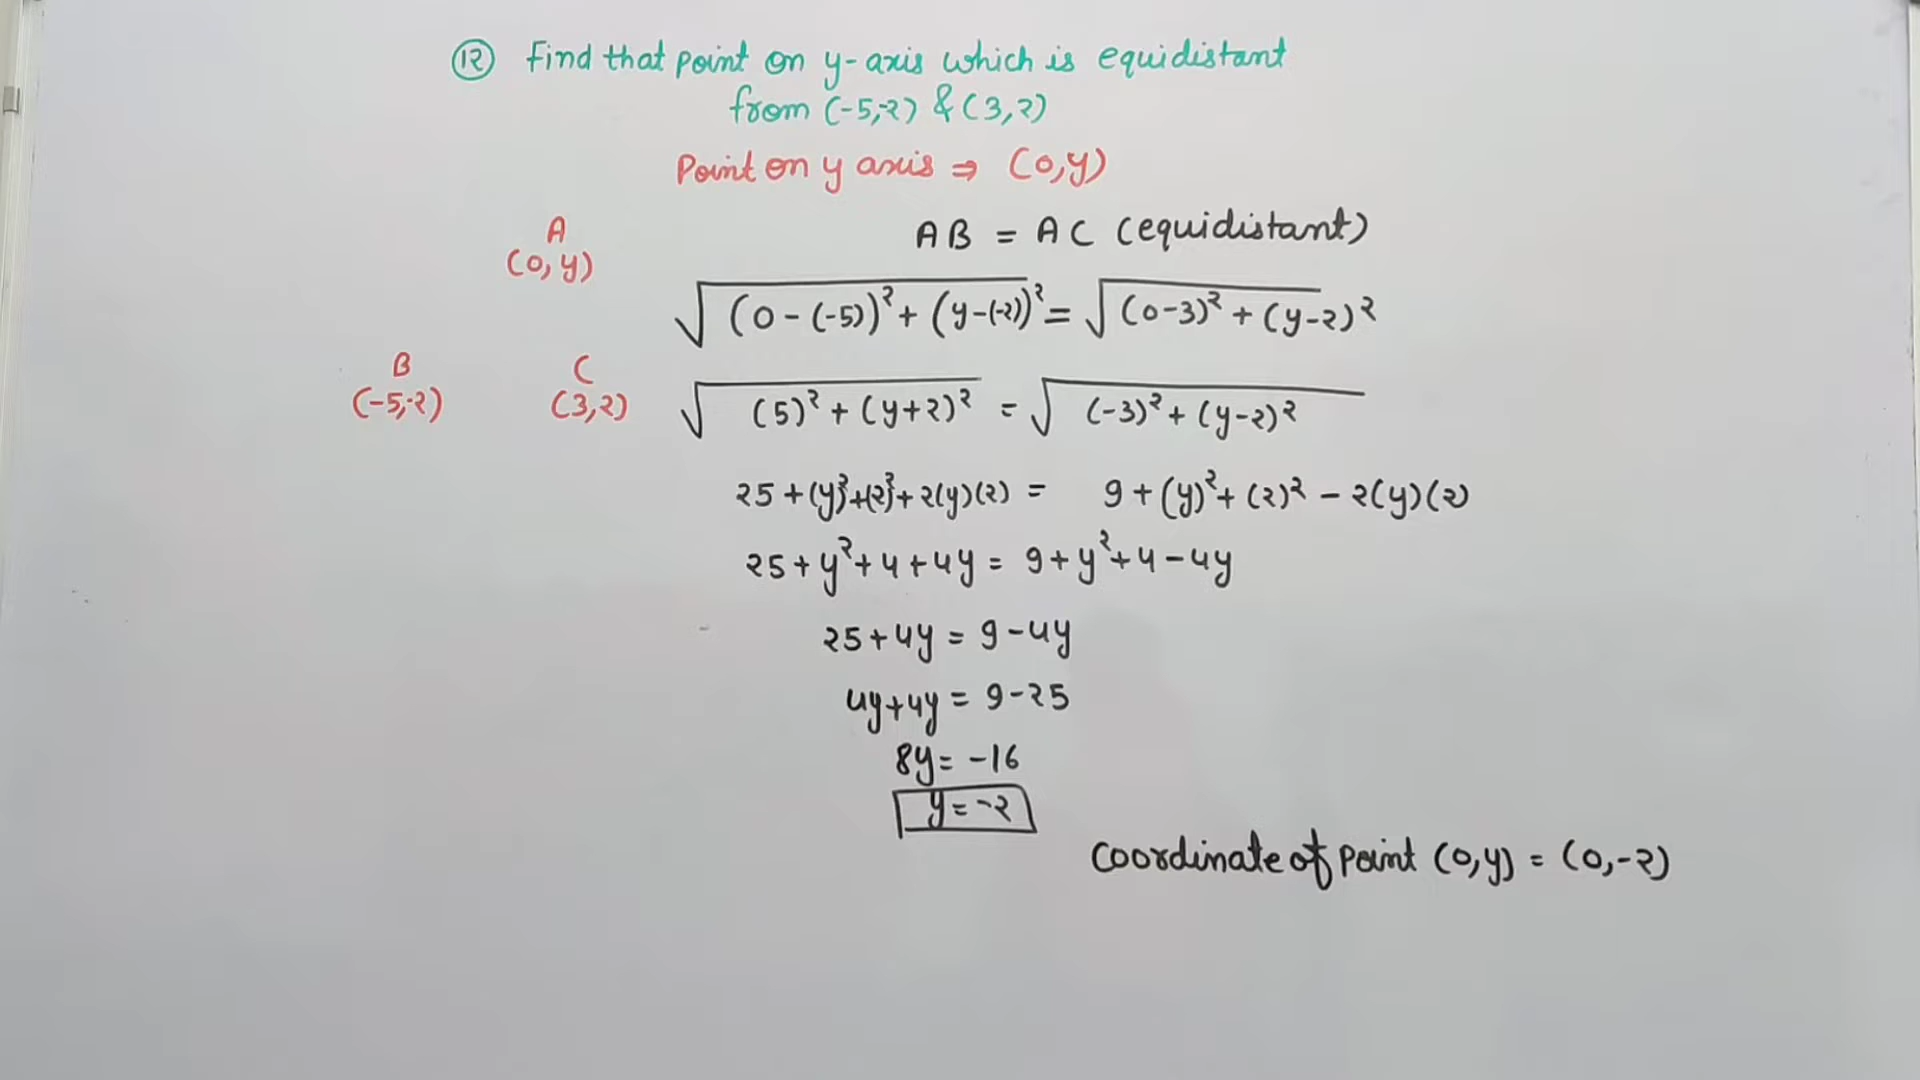 ⑫ Find that point on y-axis which is equidistant
from (-5,-2) & (3,2)
Point on y axis ⇒ (0,y)
A
(0, y)
B
(-5,-2)
C
(3,2)
AB = AC (equidistant)
√(0-(-5))²+(y-(-2))² = √(0-3)²+(y-2)²
√(5)²+(y+2)² = √(-3)²+(y-2)²
25+(y)²+(2)²+2(y)(2) = 9+(y)²+(2)²-2(y)(2)
25+y²+4+4y = 9+y²+4-4y
25+4y = 9-4y
4y+4y = 9-25
8y = -16
y = -2
Coordinate of point (0,y) = (0,-2)